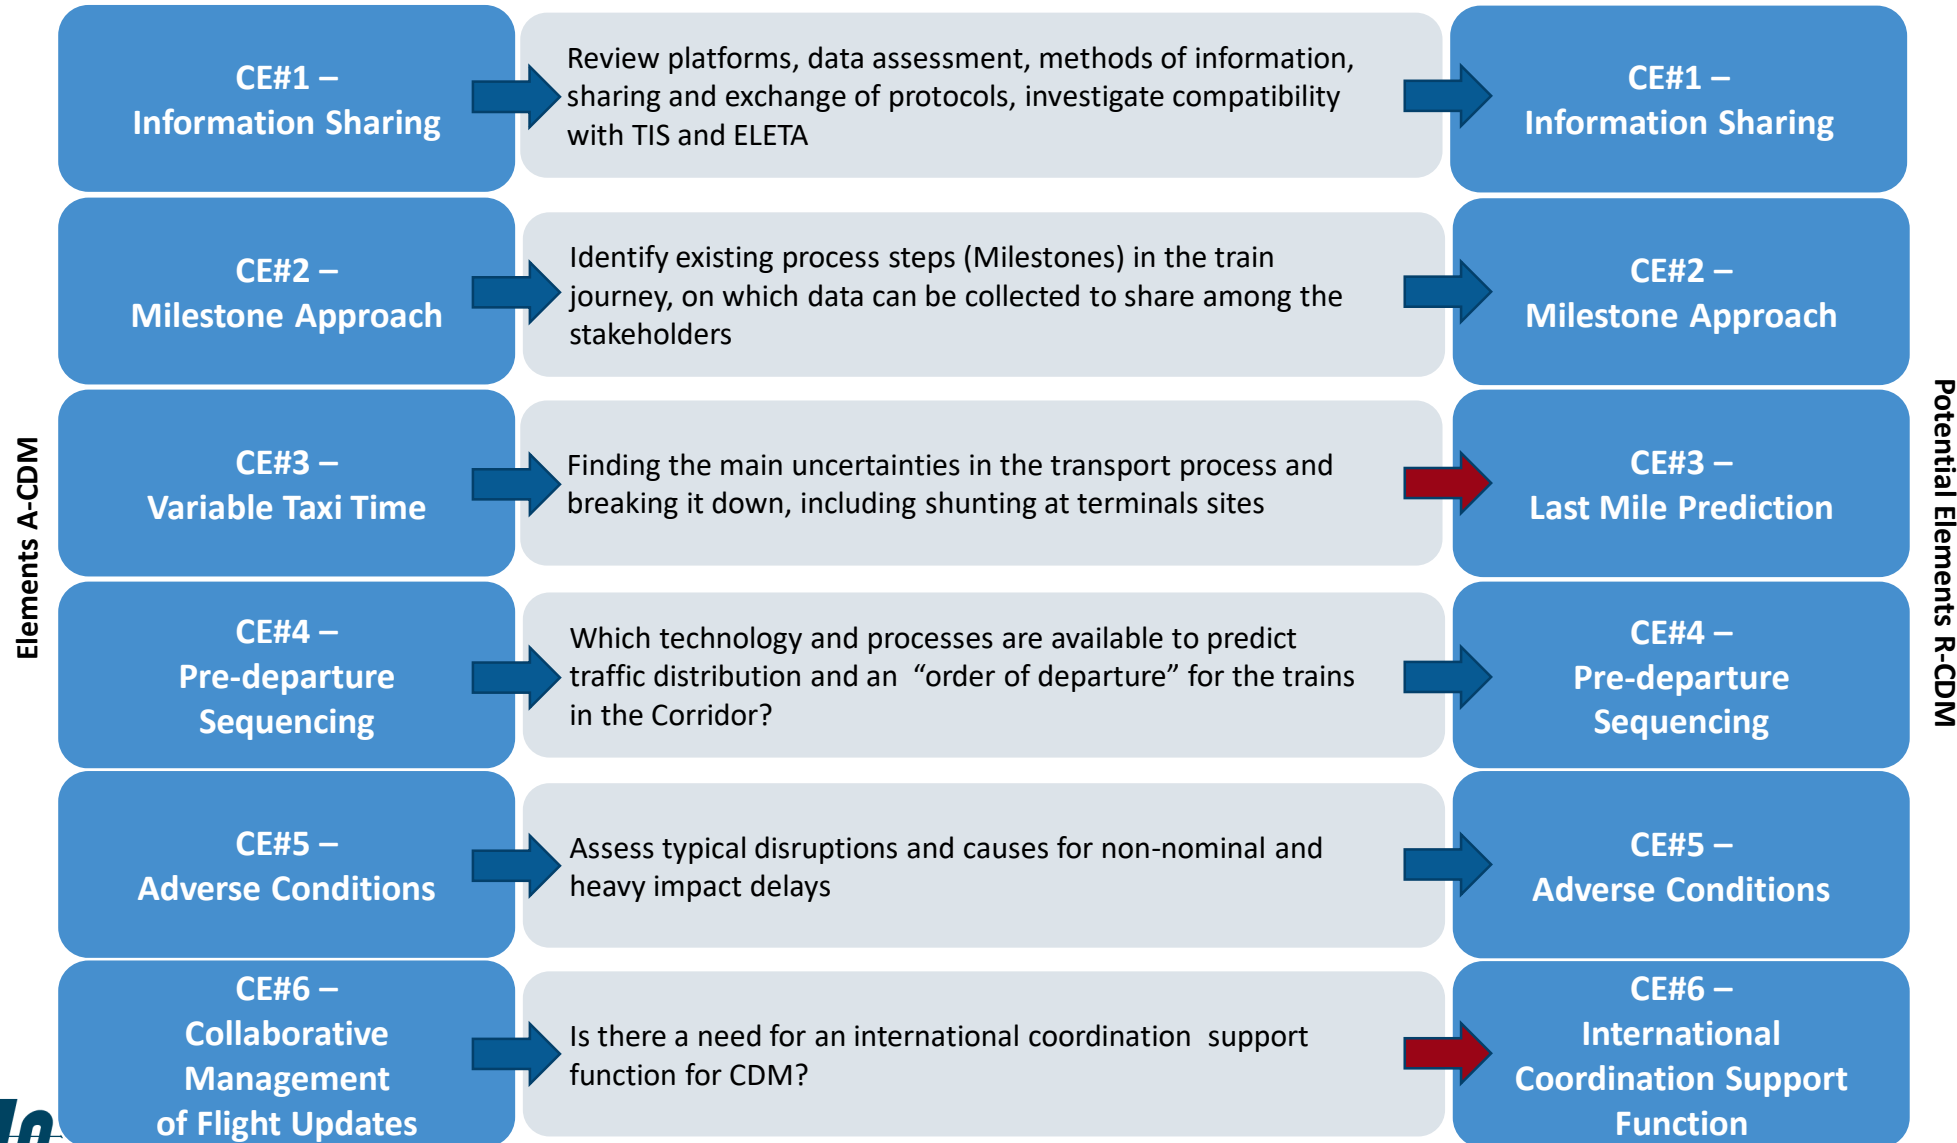 Elements A-CDM
CE#1 –
Information Sharing
Review platforms, data assessment, methods of information,
sharing and exchange of protocols, investigate compatibility
with TIS and ELETA
CE#1 –
Information Sharing
CE#2 –
Milestone Approach
Identify existing process steps (Milestones) in the train
journey, on which data can be collected to share among the
stakeholders
CE#2 –
Milestone Approach
CE#3 –
Variable Taxi Time
Finding the main uncertainties in the transport process and
breaking it down, including shunting at terminals sites
CE#3 –
Last Mile Prediction
CE#4 –
Pre-departure
Sequencing
Which technology and processes are available to predict
traffic distribution and an “order of departure” for the trains
in the Corridor?
CE#4 –
Pre-departure
Sequencing
CE#5 –
Adverse Conditions
Assess typical disruptions and causes for non-nominal and
heavy impact delays
CE#5 –
Adverse Conditions
CE#6 –
Collaborative
Management
of Flight Updates
Is there a need for an international coordination support
function for CDM?
CE#6 –
International
Coordination Support
Function
Potential Elements R-CDM